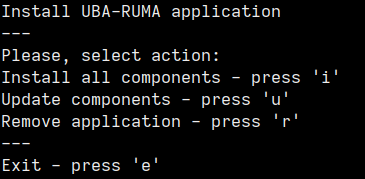 Install UBA-RUMA application
---
Please, select action:
Install all components - press 'i'
Update components - press 'u'
Remove application - press 'r'
---
Exit - press 'e'